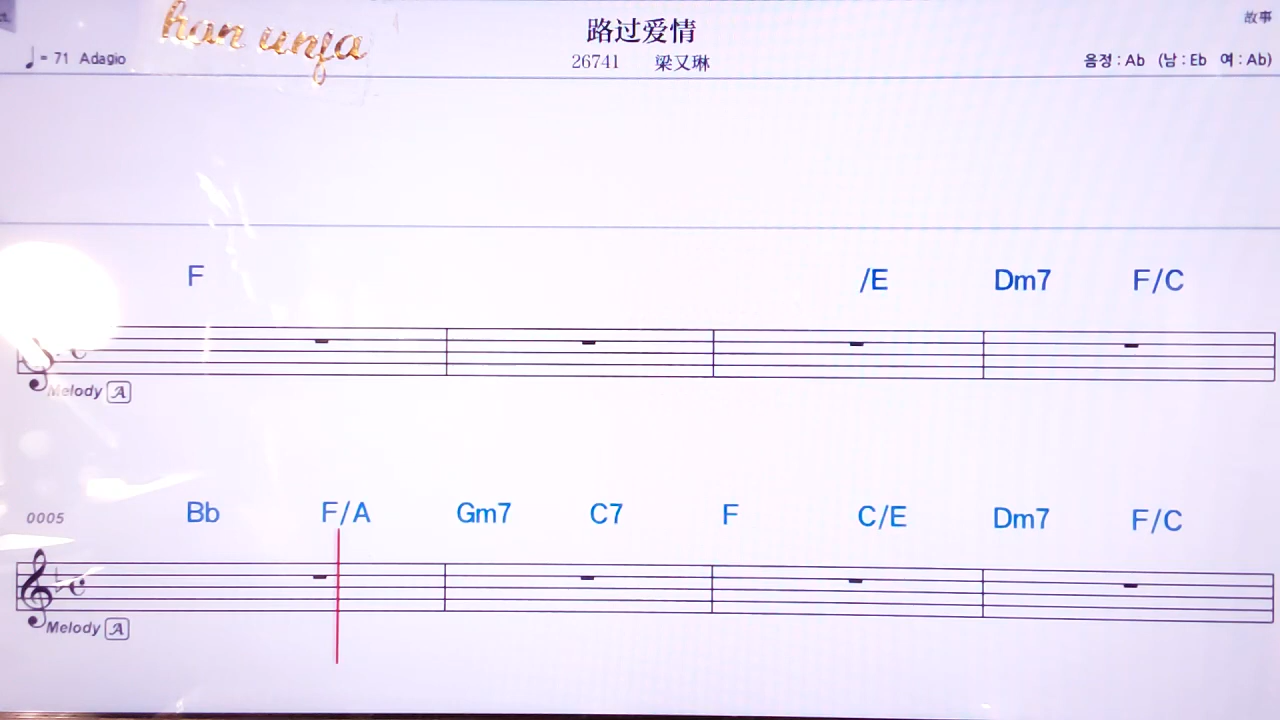 han unfa
路过爱情
故事
♩= 71 Adagio
26741 梁又琳
음정 : Ab (남 : Eb 여 : Ab)
F /E Dm7 F/C
Melody A
0005 Bb F/A Gm7 C7 F C/E Dm7 F/C
Melody A